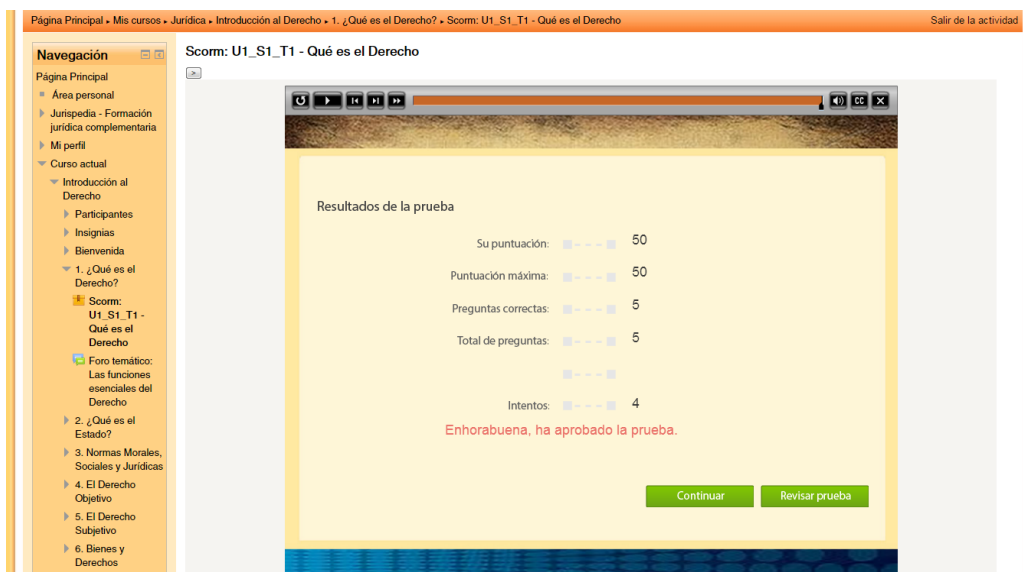 Página Principal ▸ Mis cursos ▸ Jurídica ▸ Introducción al Derecho ▸ 1. ¿Qué es el Derecho? ▸ Scorm: U1_S1_T1 - Qué es el Derecho
Salir de la actividad
Navegación
Página Principal
Área personal
Jurispedia - Formación
jurídica complementaria
Mi perfil
Curso actual
Introducción al
Derecho
Participantes
Insignias
Bienvenida
1. ¿Qué es el
Derecho?
Scorm:
U1_S1_T1 -
Qué es el
Derecho
Foro temático:
Las funciones
esenciales del
Derecho
2. ¿Qué es el
Estado?
3. Normas Morales,
Sociales y Jurídicas
4. El Derecho
Objetivo
5. El Derecho
Subjetivo
6. Bienes y
Derechos
Scorm: U1_S1_T1 - Qué es el Derecho
>
CC
Resultados de la prueba
Su puntuación: 50
Puntuación máxima: 50
Preguntas correctas: 5
Total de preguntas: 5
Intentos: 4
Enhorabuena, ha aprobado la prueba.
Continuar
Revisar prueba